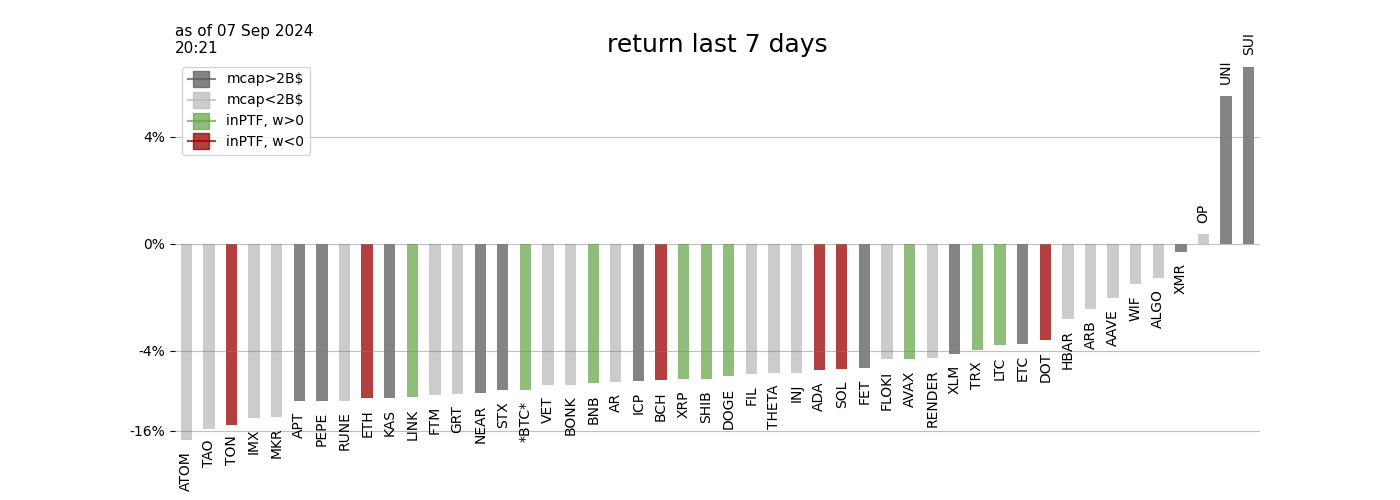 as of 07 Sep 2024
20:21
return last 7 days
mcap>2B$
mcap<2B$
inPTF, w>0
inPTF, w<0
4%
0%
-4%
-16%
ATOM
TAO
TON
IMX
MKR
APT
PEPE
RUNE
ETH
KAS
LINK
FTM
GRT
NEAR
STX
*BTC*
VET
BONK
BNB
AR
ICP
BCH
XRP
SHIB
DOGE
FIL
THETA
INJ
ADA
SOL
FET
FLOKI
AVAX
RENDER
XLM
TRX
LTC
ETC
DOT
HBAR
ARB
AAVE
WIF
ALGO
XMR
OP
UNI
SUI